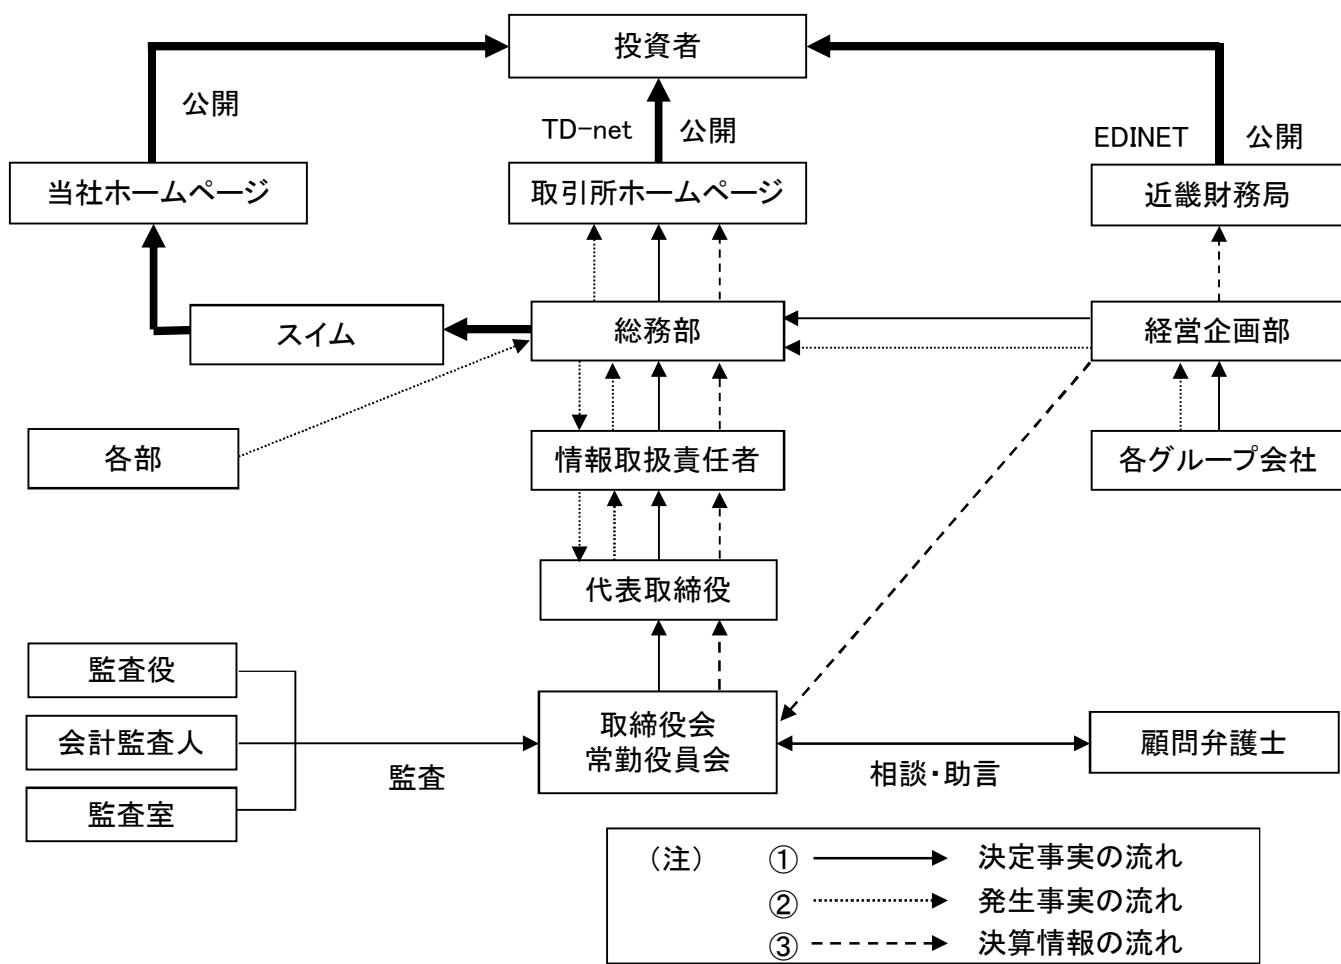 投資者
公開
TD-net 公開
EDINET 公開
当社ホームページ
取引所ホームページ
近畿財務局
スイム
総務部
経営企画部
各部
情報取扱責任者
各グループ会社
代表取締役
監査役
会計監査人
監査室
監査
取締役会
常勤役員会
相談・助言
顧問弁護士
(注) ① 決定事実の流れ
② 発生事実の流れ
③ 決算情報の流れ